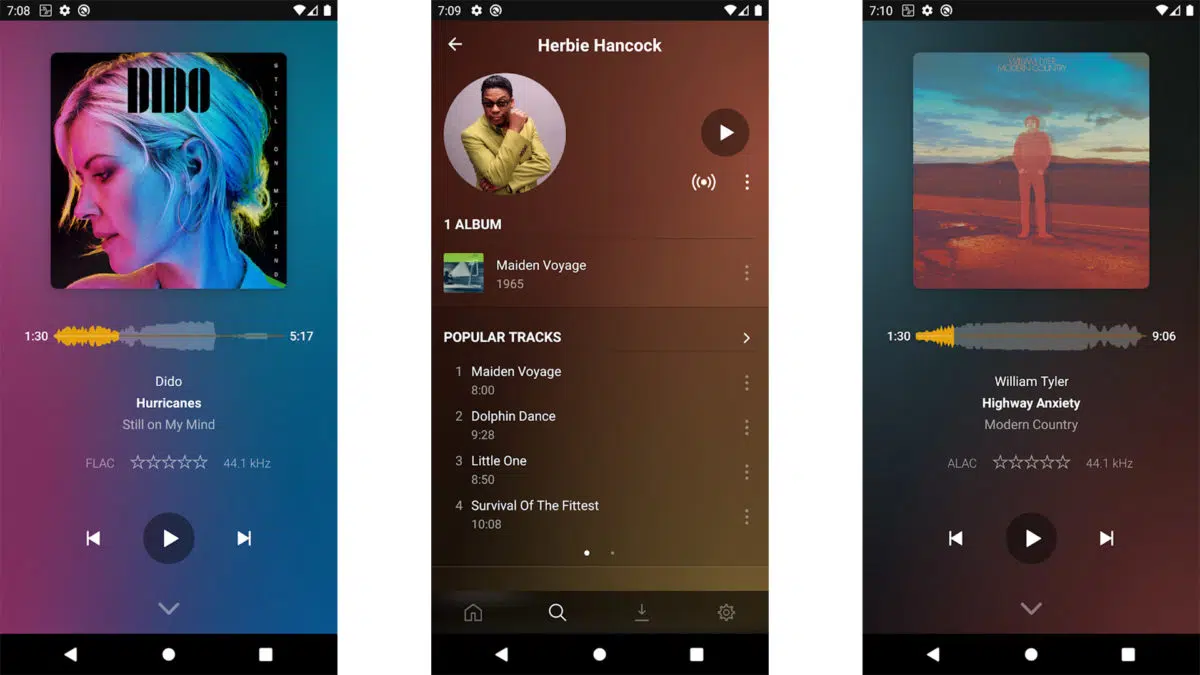 7:08
DIDO
STILL ON MY MIND
1:30
5:17
Dido
Hurricanes
Still on My Mind
FLAC
44.1 kHz
7:09
Herbie Hancock
1 ALBUM
Maiden Voyage
1965
POPULAR TRACKS
1 Maiden Voyage
8:00
2 Dolphin Dance
9:28
3 Little One
8:50
4 Survival Of The Fittest
10:08
7:10
WILLIAM TYLER
MODERN COUNTRY
1:30
9:06
William Tyler
Highway Anxiety
Modern Country
ALAC
44.1 kHz